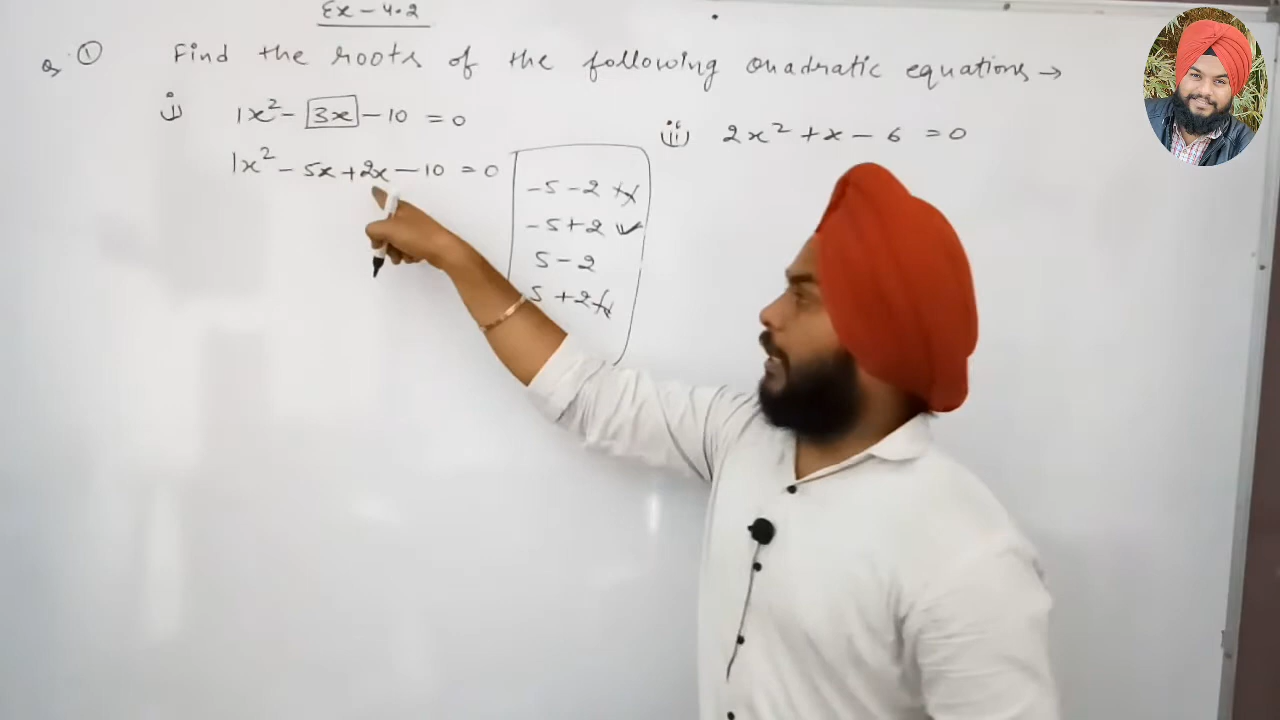 Ex - 4.2
Q. ① Find the roots of the following quadratic equations →
i) 1x² - 3x - 10 = 0
1x² - 5x + 2x - 10 = 0
-5 - 2 ✗
-5 + 2 ✓
5 - 2
5 + 2 ✗
ii) 2x² + x - 6 = 0